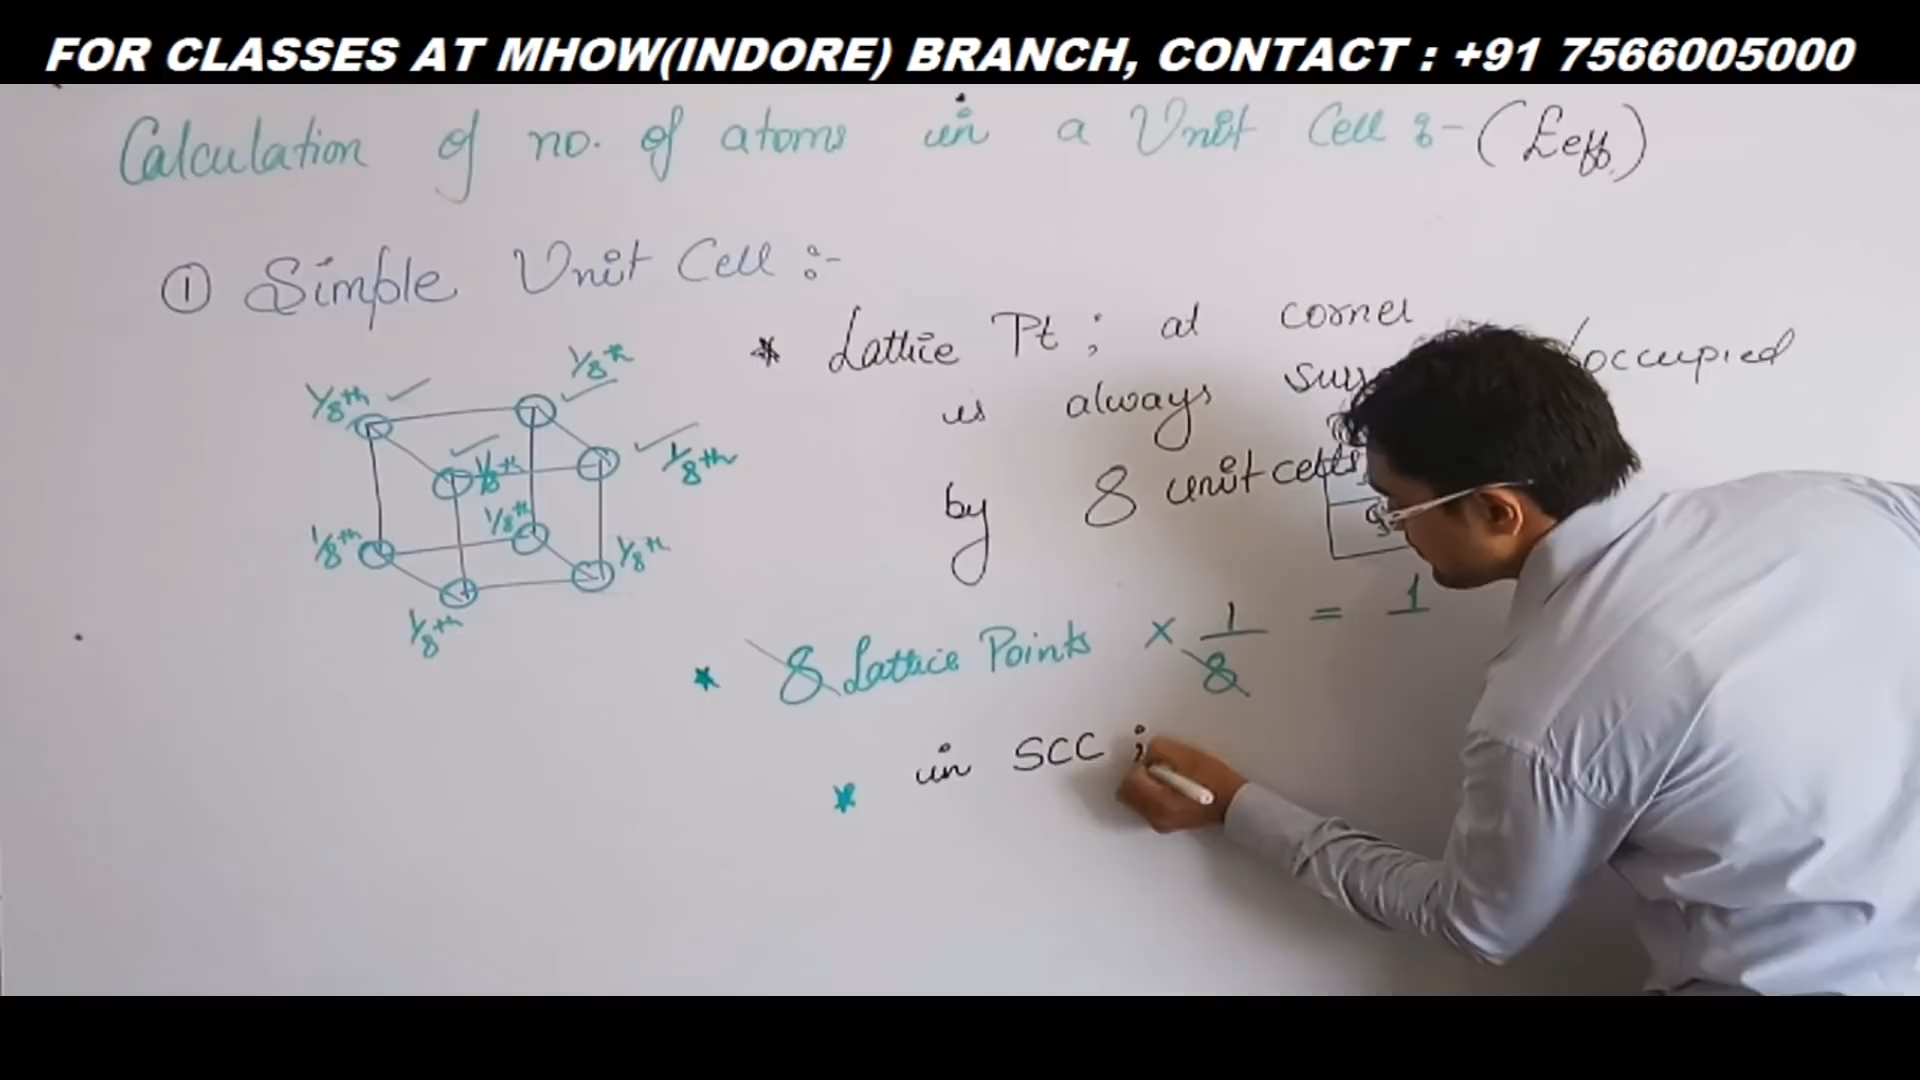 FOR CLASSES AT MHOW(INDORE) BRANCH, CONTACT : +91 7566005000
Calculation of no. of atoms in a Unit Cell :- (Zeff.)
① Simple Unit Cell :-
* Lattice Pt ; at corner
is always /occupied
by 8 unit cells
1/8th 1/8th
1/8th 1/8th
1/8th 1/8th 1/8th
1/8th
* 8 Lattice Points × 1/8 = 1
* in SCC ;